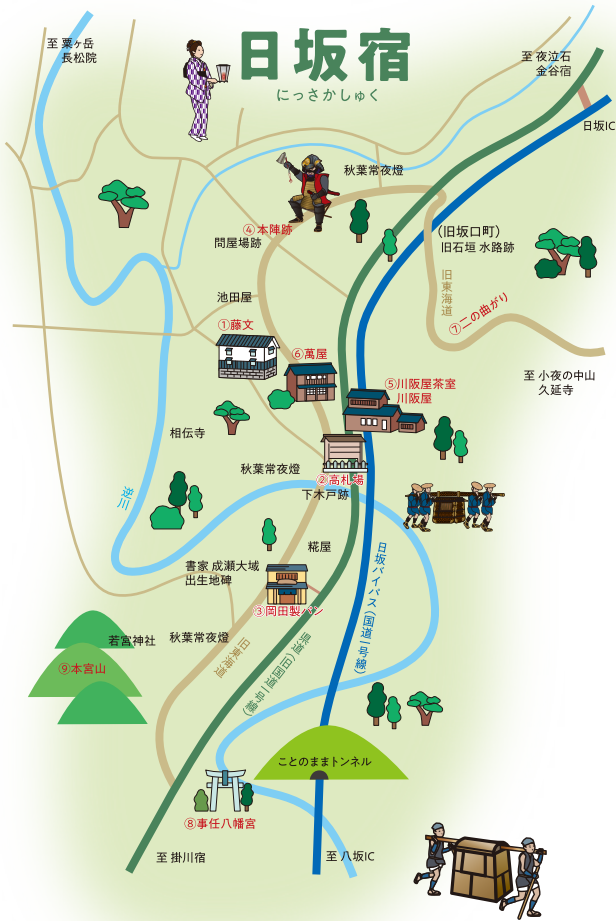 至 粟ヶ岳
長松院
日坂宿
にっさかしゅく
至 夜泣石
金谷宿
日坂IC
秋葉常夜燈
④本陣跡
問屋場跡
（旧坂口町）
旧石垣 水路跡
旧東海道
⑦二の曲がり
池田屋
①藤文
⑥萬屋
至 小夜の中山
久延寺
⑤川阪屋茶室
川阪屋
相伝寺
秋葉常夜燈
②高札場
下木戸跡
逆川
糀屋
日坂バイパス（国道一号線）
書家 成瀬大域
出生地碑
③岡田製パン
若宮神社
秋葉常夜燈
旧東海道
県道（旧国道一号線）
⑨本宮山
ことのままトンネル
⑧事任八幡宮
至 掛川宿
至 八坂IC